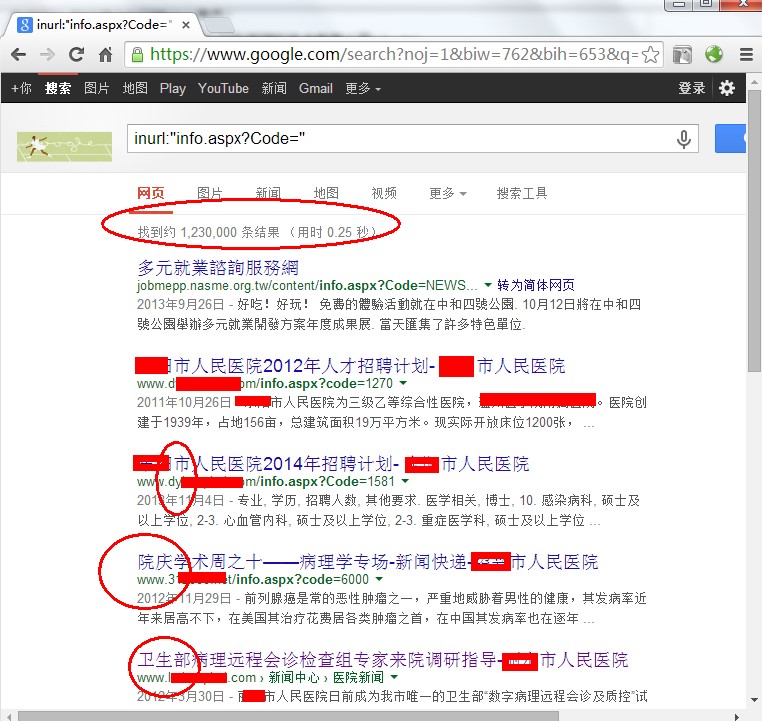 inurl:"info.aspx?Code="
https://www.google.com/search?noj=1&biw=762&bih=653&q=
+你 搜索 图片 地图 Play YouTube 新闻 Gmail 更多 登录
inurl:"info.aspx?Code="
网页 图片 新闻 地图 视频 更多 搜索工具
找到约 1,230,000 条结果 （用时 0.25 秒）
多元就業諮詢服務網
jobmepp.nasme.org.tw/content/info.aspx?Code=NEWS... 转为简体网页
2013年9月26日 - 好吃！好玩！ 免費的體驗活動就在中和四號公園. 10月12日將在中和四
號公園舉辦多元就業開發方案年度成果展. 當天匯集了許多特色單位.
市人民医院2012年人才招聘计划- 市人民医院
www.dy om/info.aspx?code=1270
2011年10月26日 市人民医院为三级乙等综合性医院， 。医院创
建于1939年，占地156亩，总建筑面积19万平方米。现实际开放床位1200张， ...
市人民医院2014年招聘计划- 市人民医院
www.dy om/info.aspx?Code=1581
2013年11月4日 - 专业, 学历, 招聘人数, 其他要求. 医学相关, 博士, 10. 感染病科, 硕士及
以上学位, 2-3. 心血管内科, 硕士及以上学位, 2-3. 重症医学科, 硕士及以上学位 ...
院庆学术周之十——病理学专场-新闻快递- 市人民医院
www.31 et/info.aspx?code=6000
2012年11月29日 - 前列腺癌是常的恶性肿瘤之一，严重地威胁着男性的健康，其发病率近
年来居高不下，在美国其治疗花费居各类肿瘤之首，在中国其发病率也在逐年 ...
卫生部病理远程会诊检查组专家来院调研指导- 市人民医院
www. .com › 新闻中心 › 医院新闻
2012年3月30日 - 市人民医院日前成为我市唯一的卫生部“数字病理远程会诊及质控”试